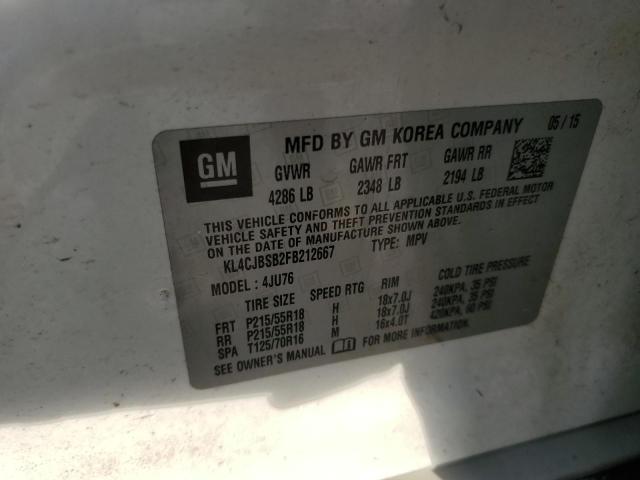 GM
MFD BY GM KOREA COMPANY 05/15
GVWR GAWR FRT GAWR RR
4286 LB 2348 LB 2194 LB
THIS VEHICLE CONFORMS TO ALL APPLICABLE U.S. FEDERAL MOTOR
VEHICLE SAFETY AND THEFT PREVENTION STANDARDS IN EFFECT
ON THE DATE OF MANUFACTURE SHOWN ABOVE.
KL4CJBSB2FB212667 TYPE: MPV
MODEL : 4JU76
TIRE SIZE SPEED RTG RIM COLD TIRE PRESSURE
FRT P215/55R18 H 18x7.0J 240KPA, 35 PSI
RR P215/55R18 H 18x7.0J 240KPA, 35 PSI
SPA T125/70R16 M 16x4.0T 420KPA, 60 PSI
SEE OWNER'S MANUAL FOR MORE INFORMATION.